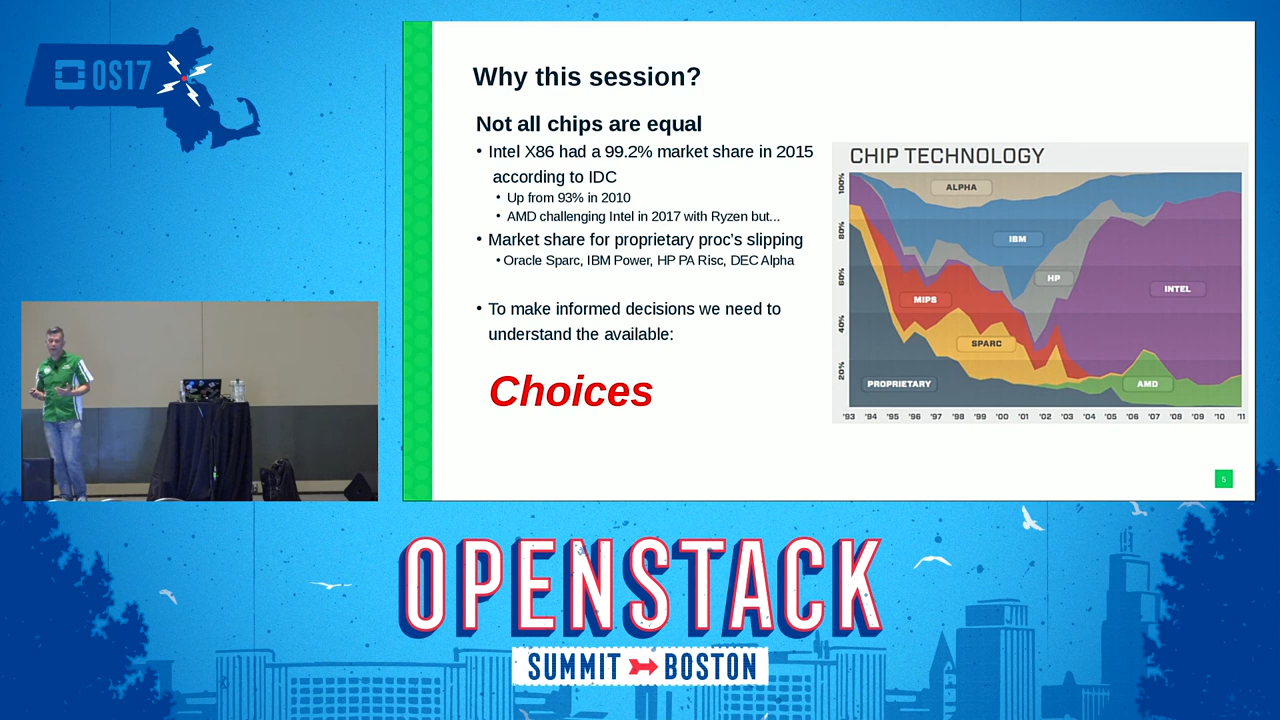 OS17
Why this session?
Not all chips are equal
• Intel X86 had a 99.2% market share in 2015
according to IDC
• Up from 93% in 2010
• AMD challenging Intel in 2017 with Ryzen but...
• Market share for proprietary proc's slipping
• Oracle Sparc, IBM Power, HP PA Risc, DEC Alpha
• To make informed decisions we need to
understand the available:
Choices
CHIP TECHNOLOGY
100%
80%
60%
40%
20%
ALPHA
IBM
HP
INTEL
MIPS
SPARC
PROPRIETARY
AMD
'93 '94 '95 '96 '97 '98 '99 '00 '01 '02 '03 '04 '05 '06 '07 '08 '09 '10 '11
5
OPENSTACK
SUMMIT BOSTON